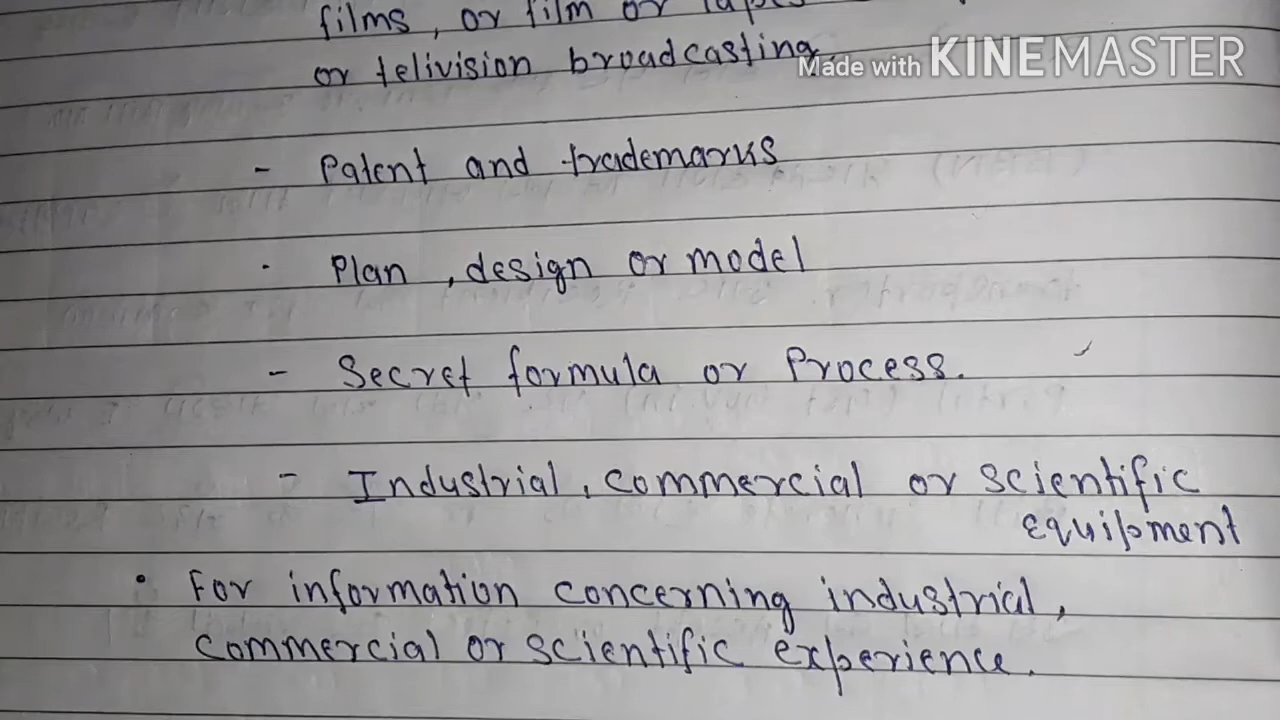 films, or film or tapes
or telivision broadcasting.
Made with KINEMASTER
- Patent and trademarks
- Plan, design or model
- Secret formula or Process.
- Industrial, commercial or scientific
equipment
• For information concerning industrial,
commercial or scientific experience.